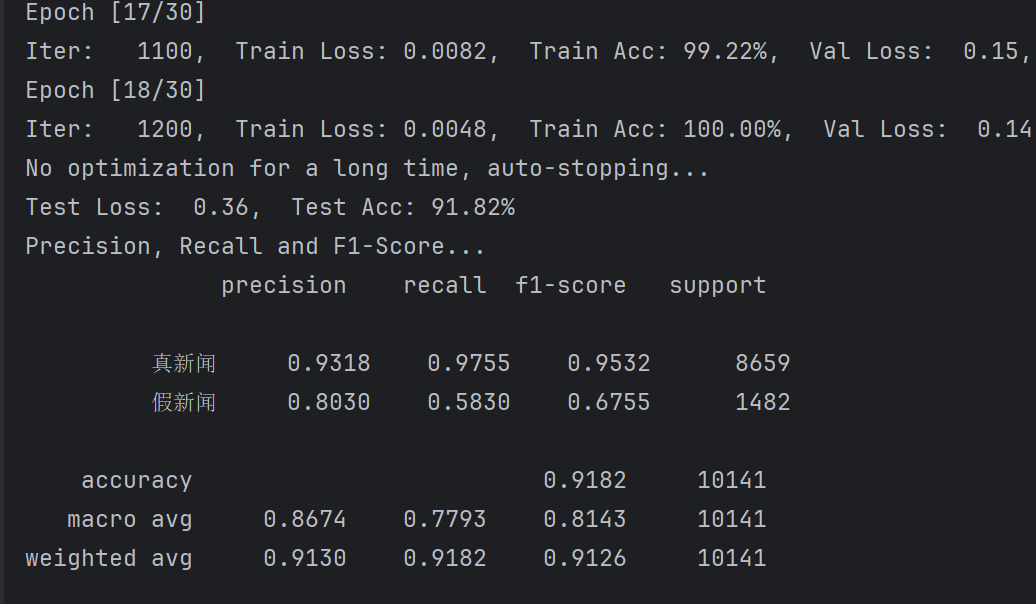 Epoch [17/30]
Iter:   1100,  Train Loss: 0.0082,  Train Acc: 99.22%,  Val Loss:  0.15,
Epoch [18/30]
Iter:   1200,  Train Loss: 0.0048,  Train Acc: 100.00%,  Val Loss:  0.14
No optimization for a long time, auto-stopping...
Test Loss:  0.36,  Test Acc: 91.82%
Precision, Recall and F1-Score...
precision    recall  f1-score   support
真新闻     0.9318    0.9755    0.9532      8659
假新闻     0.8030    0.5830    0.6755      1482
accuracy                         0.9182     10141
macro avg     0.8674    0.7793    0.8143     10141
weighted avg     0.9130    0.9182    0.9126     10141